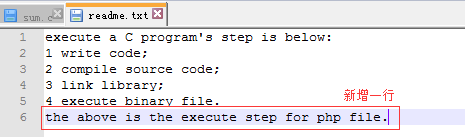 sum.c
readme.txt
1 execute a C program's step is below:
2 1 write code;
3 2 compile source code;
4 3 link library;
5 4 execute binary file.
新增一行
6 the above is the execute step for php file.